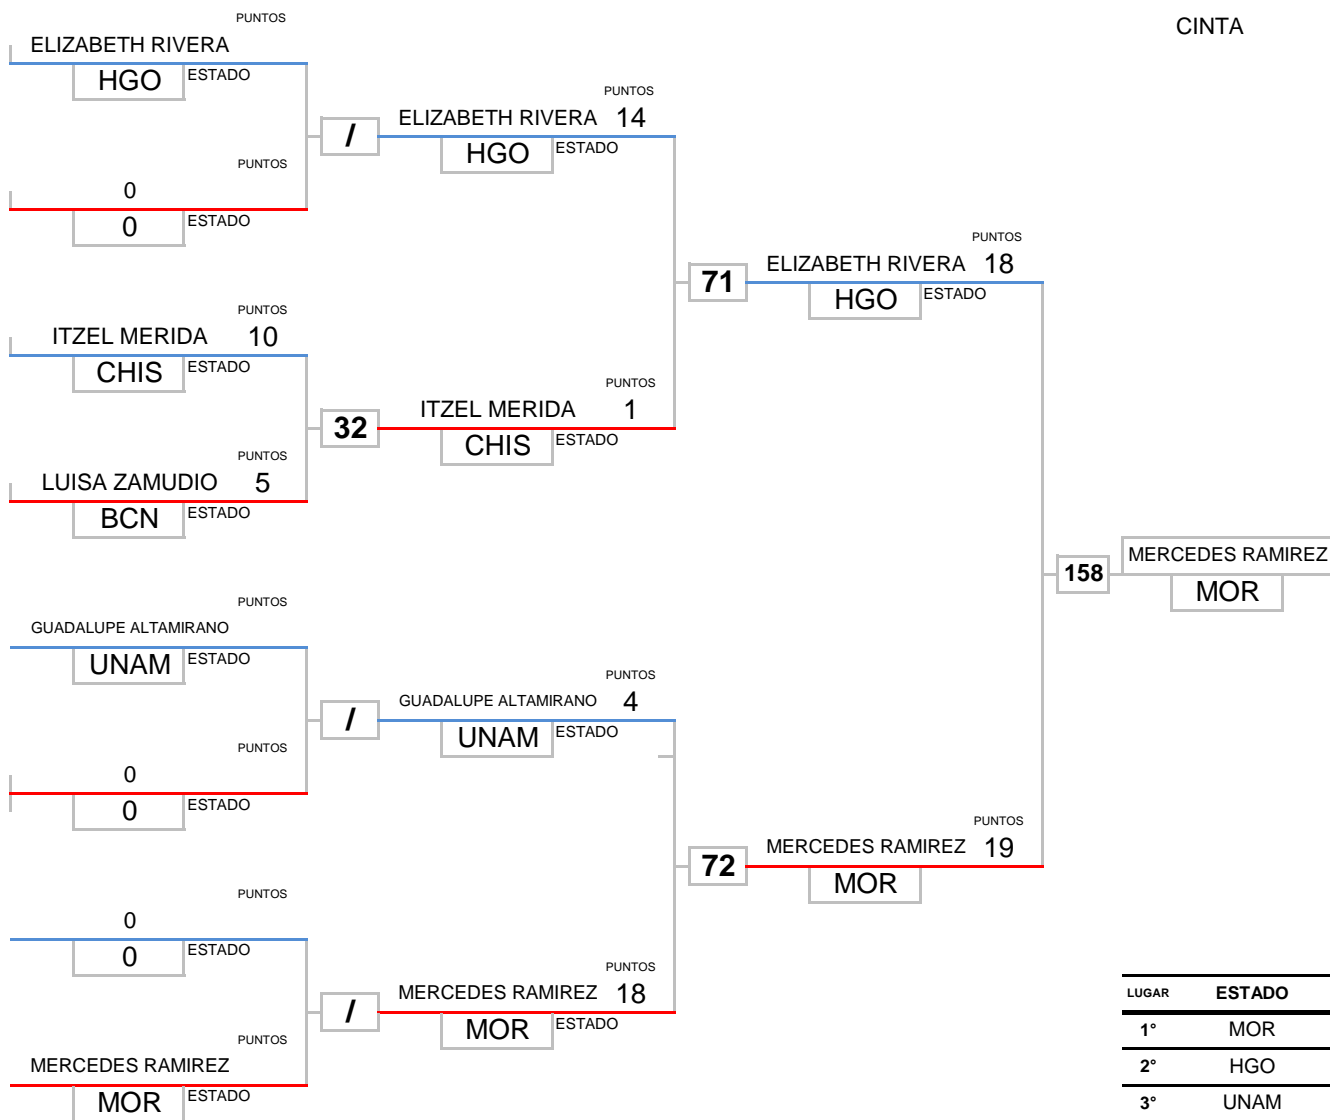 PUNTOS
CINTA
ELIZABETH RIVERA
HGO ESTADO
PUNTOS
ELIZABETH RIVERA 14
/
HGO ESTADO
PUNTOS
0
0 ESTADO
PUNTOS
ELIZABETH RIVERA 18
71
HGO ESTADO
PUNTOS
ITZEL MERIDA 10
CHIS ESTADO
PUNTOS
ITZEL MERIDA 1
32
CHIS ESTADO
PUNTOS
LUISA ZAMUDIO 5
BCN ESTADO
MERCEDES RAMIREZ
158
MOR
PUNTOS
GUADALUPE ALTAMIRANO
UNAM ESTADO
PUNTOS
GUADALUPE ALTAMIRANO 4
/
UNAM ESTADO
PUNTOS
0
0 ESTADO
PUNTOS
MERCEDES RAMIREZ 19
72
MOR
PUNTOS
0
0 ESTADO
PUNTOS
MERCEDES RAMIREZ 18
/
MOR ESTADO
PUNTOS
MERCEDES RAMIREZ
MOR ESTADO
LUGAR ESTADO
1° MOR
2° HGO
3° UNAM